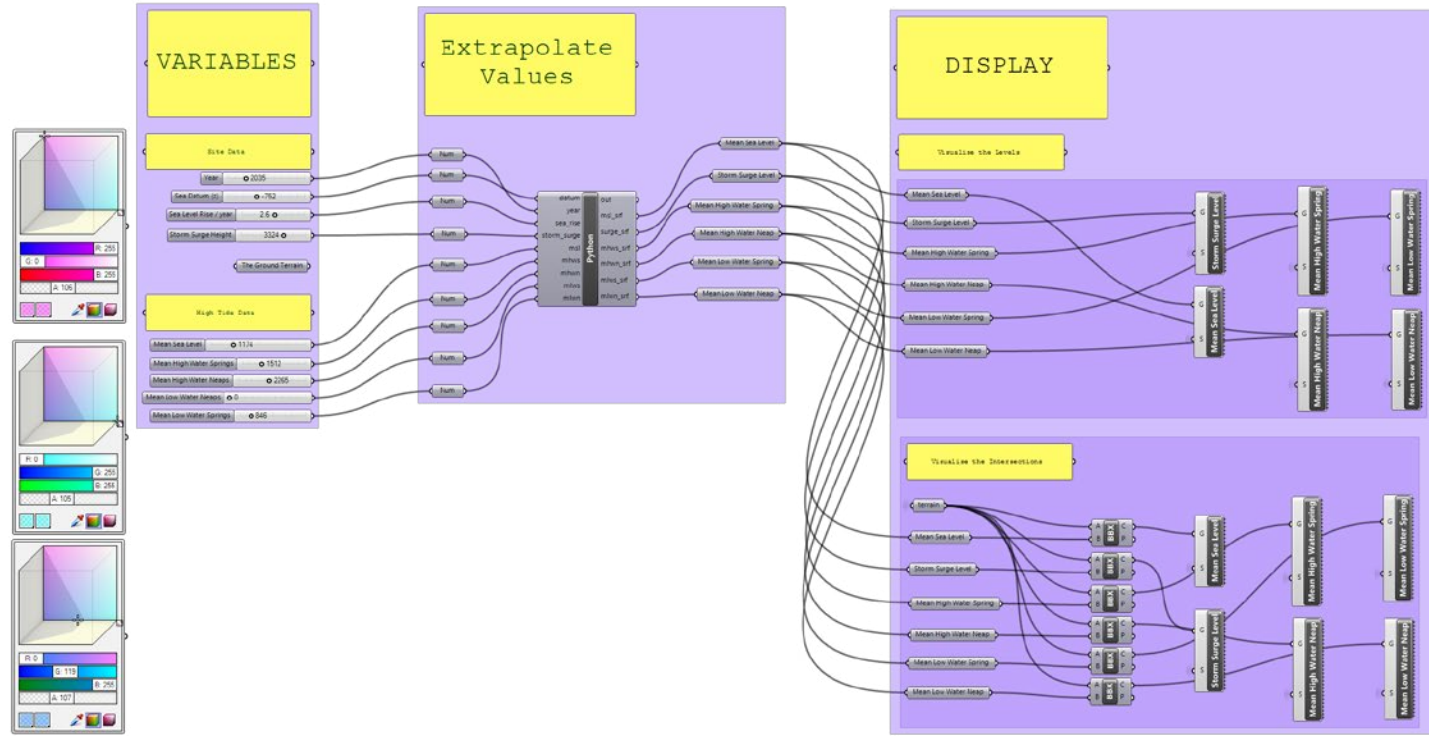 VARIABLES
Site Data
Year 2035
Sea Datum (s) -752
Sea Level Rise / year 2.6
Storm Surge Height 3324
The Ground Terrain
High Tide Data
Mean Sea Level 1174
Mean High Water Springs 1512
Mean High Water Neaps 2265
Mean Low Water Neaps 0
Mean Low Water Springs 846
R: 255
G: 0
B: 255
A: 106
R: 0
G: 255
B: 255
A: 105
R: 0
G: 119
B: 255
A: 107
Extrapolate
Values
Num
Num
Num
Num
Num
Num
Num
Num
Num
datum
year
sea_rise
storm_surge
msl
mhws
mhwn
mlws
mlwn
Python
out
msl_srf
surge_srf
mhws_srf
mhwn_srf
mlws_srf
mlwn_srf
Mean Sea Level
Storm Surge Level
Mean High Water Spring
Mean High Water Neap
Mean Low Water Spring
Mean Low Water Neap
DISPLAY
Visualise the Levels
Mean Sea Level
Storm Surge Level
Mean High Water Spring
Mean High Water Neap
Mean Low Water Spring
Mean Low Water Neap
G
S
Storm Surge Level
G
S
Mean Sea Level
G
S
Mean High Water Spring
G
S
Mean High Water Neap
G
S
Mean Low Water Spring
G
S
Mean Low Water Neap
Visualise the Intersections
terrain
Mean Sea Level
Storm Surge Level
Mean High Water Spring
Mean High Water Neap
Mean Low Water Spring
Mean Low Water Neap
A B BBX C P
A B BBX C P
A B BBX C P
A B BBX C P
A B BBX C P
A B BBX C P
G
S
Mean Sea Level
G
S
Storm Surge Level
G
S
Mean High Water Spring
G
S
Mean High Water Neap
G
S
Mean Low Water Spring
G
S
Mean Low Water Neap